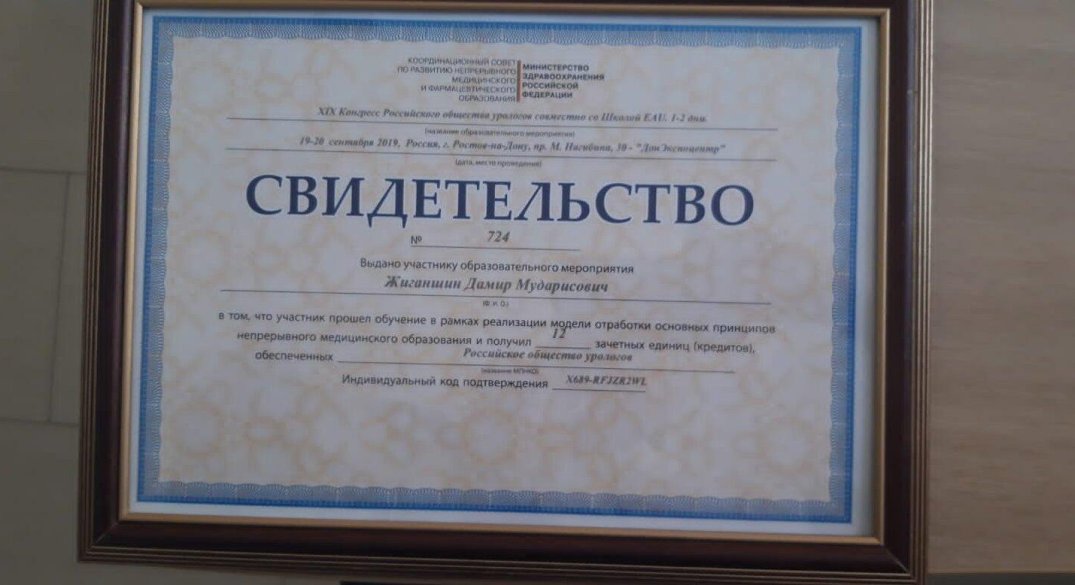 КООРДИНАЦИОННЫЙ СОВЕТ
ПО РАЗВИТИЮ НЕПРЕРЫВНОГО
МЕДИЦИНСКОГО
И ФАРМАЦЕВТИЧЕСКОГО
ОБРАЗОВАНИЯ
МИНИСТЕРСТВО
ЗДРАВООХРАНЕНИЯ
РОССИЙСКОЙ
ФЕДЕРАЦИИ
XIX Конгресс Российского общества урологов совместно со Школой EAU. 1-2 дни.
(название образовательного мероприятия)
19-20 сентября 2019, Россия, г. Ростов-на-Дону, пр. М. Нагибина, 30 - "ДонЭкспоцентр"
(дата, место проведения)
СВИДЕТЕЛЬСТВО
№ 724
Выдано участнику образовательного мероприятия
Жиганшин Дамир Мударисович
(Ф. И. О.)
в том, что участник прошел обучение в рамках реализации модели отработки основных принципов
непрерывного медицинского образования и получил 12 зачетных единиц (кредитов),
обеспеченных Российское общество урологов
(название МПНКО)
Индивидуальный код подтверждения X689-RFJZR2WL